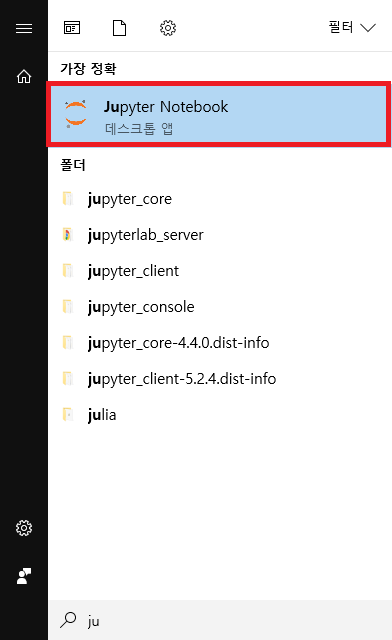 필터
가장 정확
Jupyter Notebook
데스크톱 앱
폴더
jupyter_core
jupyterlab_server
jupyter_client
jupyter_console
jupyter_core-4.4.0.dist-info
jupyter_client-5.2.4.dist-info
julia
ju